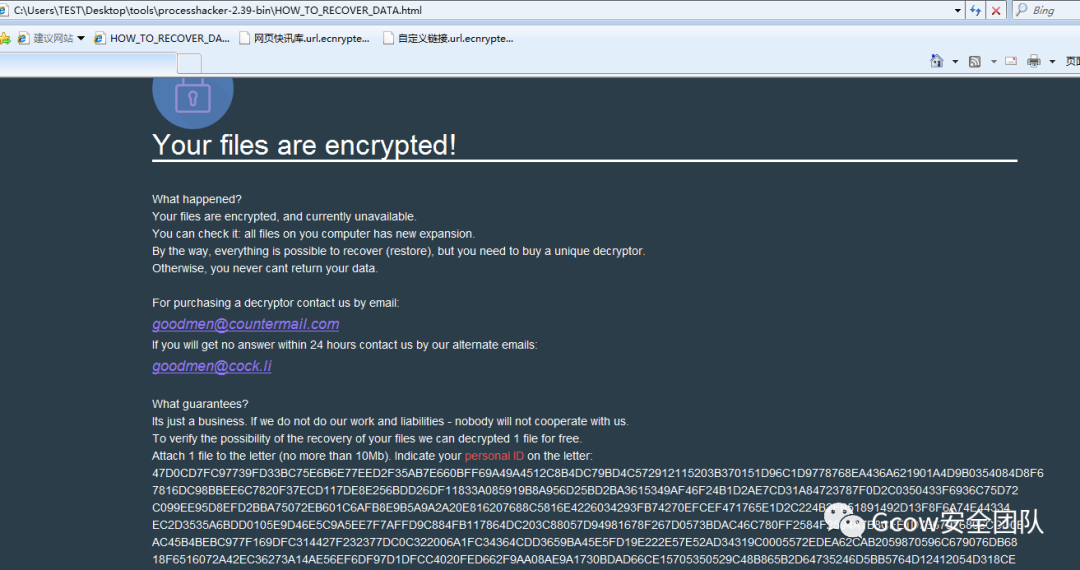 C:\Users\TEST\Desktop\tools\processhacker-2.39-bin\HOW_TO_RECOVER_DATA.html
Bing
建议网站
HOW_TO_RECOVER_DA...
网页快讯库.url.ecnrypte...
自定义链接.url.ecnrypte...
页面
Your files are encrypted!
What happened?
Your files are encrypted, and currently unavailable.
You can check it: all files on you computer has new expansion.
By the way, everything is possible to recover (restore), but you need to buy a unique decryptor.
Otherwise, you never cant return your data.
For purchasing a decryptor contact us by email:
goodmen@countermail.com
If you will get no answer within 24 hours contact us by our alternate emails:
goodmen@cock.li
What guarantees?
Its just a business. If we do not do our work and liabilities - nobody will not cooperate with us.
To verify the possibility of the recovery of your files we can decrypted 1 file for free.
Attach 1 file to the letter (no more than 10Mb). Indicate your personal ID on the letter:
47D0CD7FC97739FD33BC75E6B6E77EED2F35AB7E660BFF69A49A4512C8B4DC79BD4C572912115203B370151D96C1D9778768EA436A621901A4D9B0354084D8F6
7816DC98BBEE6C7820F37ECD117DE8E256BDD26DF11833A085919B8A956D25BD2BA3615349AF46F24B1D2AE7CD31A84723787F0D2C0350433F6936C75D72
AC45B4BEBC977F169DFC314427F232377DC0C322006A1FC34364CDD3659BA45E5FD19E222E57E52AD34319C0005572EDEA62CAB2059870596C679076DB68
18F6516072A42EC36273A14AE56EF6DF97D1DFCC4020FED662F9AA08AE9A1730BDAD66CE15705350529C48B865B2D64735246D5BB5764D12412054D318CE
Gcow安全团队